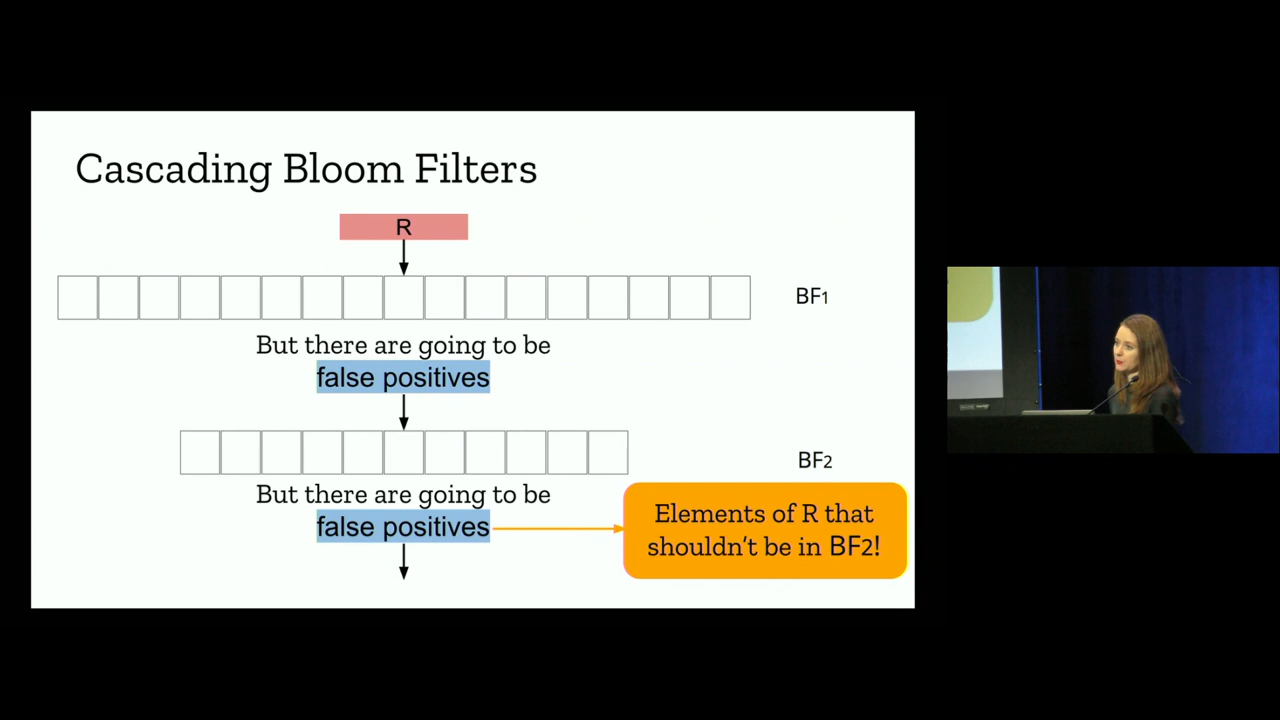 Cascading Bloom Filters
R
BF1
But there are going to be
false positives
BF2
But there are going to be
false positives
Elements of R that
shouldn't be in BF2!